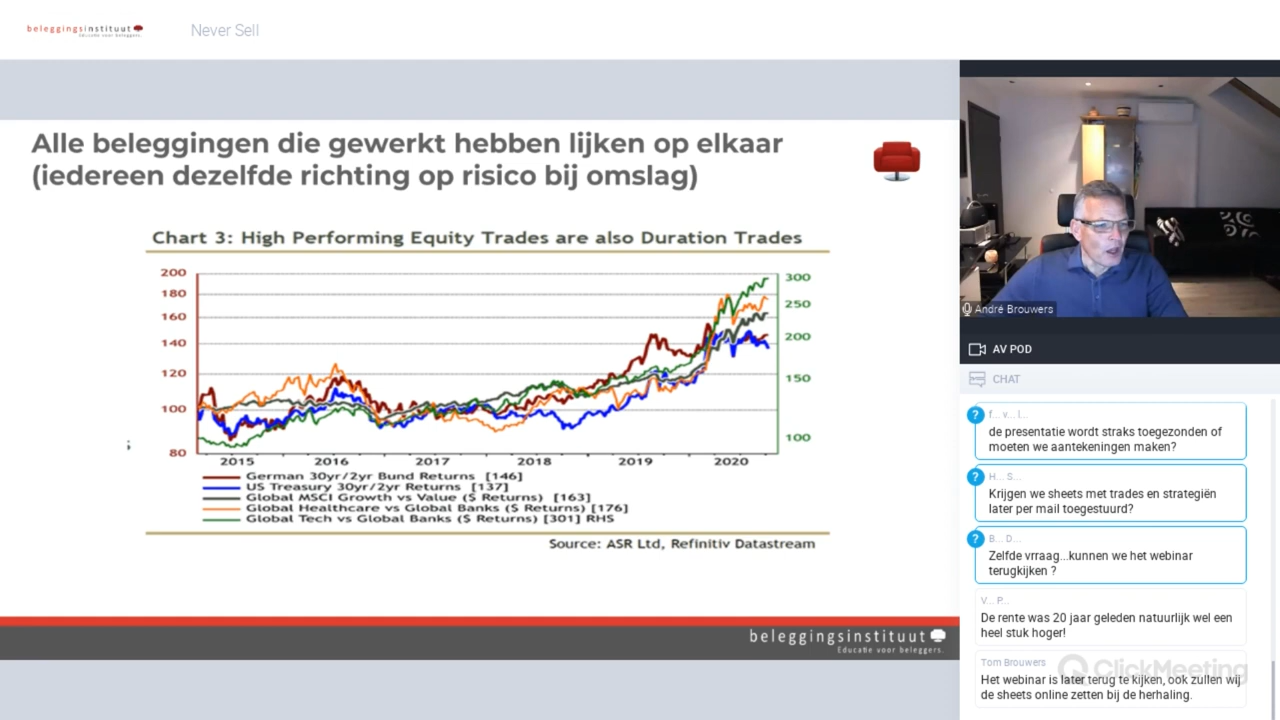 beleggingsinstituut
Educatie voor beleggers.
Never Sell
Alle beleggingen die gewerkt hebben lijken op elkaar
(iedereen dezelfde richting op risico bij omslag)
Chart 3: High Performing Equity Trades are also Duration Trades
200
180
160
140
120
100
80
300
250
200
150
100
2015 2016 2017 2018 2019 2020
German 30yr/2yr Bund Returns [146]
US Treasury 30yr/2yr Returns [137]
Global MSCI Growth vs Value ($ Returns) [163]
Global Healthcare vs Global Banks ($ Returns) [176]
Global Tech vs Global Banks ($ Returns) [301] RHS
Source: ASR Ltd, Refinitiv Datastream
beleggingsinstituut
Educatie voor beleggers.
André Brouwers
AV POD
CHAT
? f... v... l...
de presentatie wordt straks toegezonden of
moeten we aantekeningen maken?
? H... S...
Krijgen we sheets met trades en strategiën
later per mail toegestuurd?
? B... D...
Zelfde vrraag...kunnen we het webinar
terugkijken ?
V... P...
De rente was 20 jaar geleden natuurlijk wel een
heel stuk hoger!
Tom Brouwers
Het webinar is later terug te kijken, ook zullen wij
de sheets online zetten bij de herhaling.
ClickMeeting